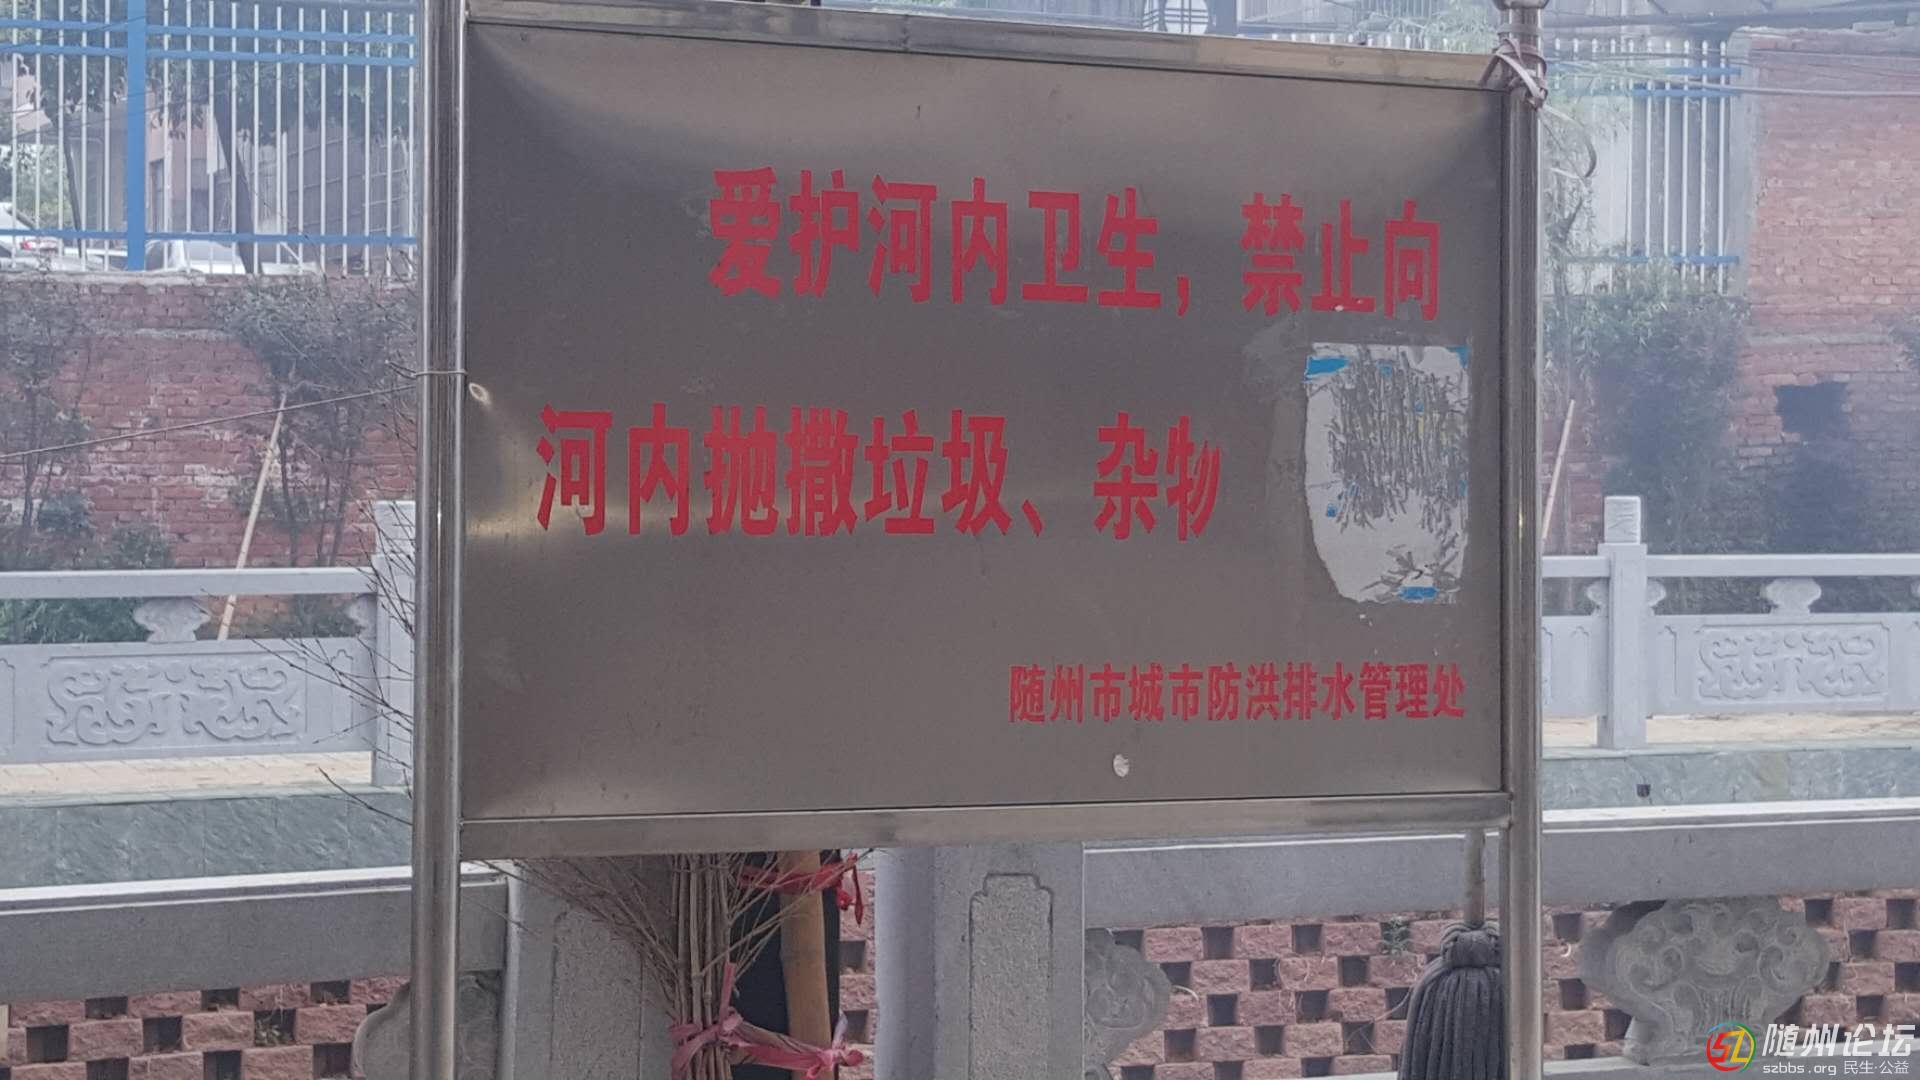 爱护河内卫生，禁止向
河内抛撒垃圾、杂物
随州市城市防洪排水管理处
随州论坛
szbbs.org 民生·公益